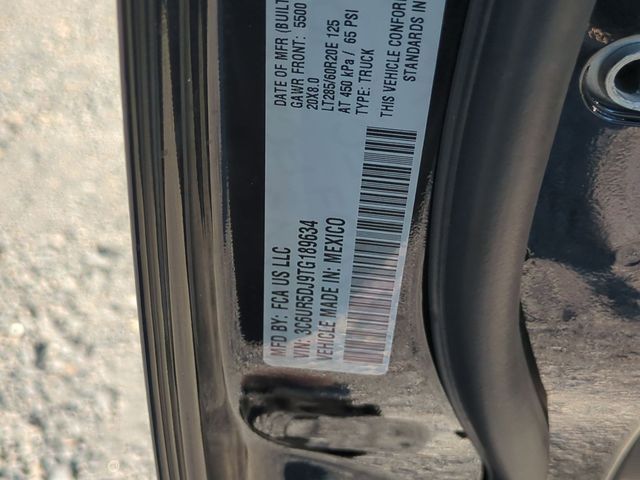 MFD BY: FCA US LLC
DATE OF MFR (BUILT
GAWR FRONT: 5500
20X8.0
LT285/60R20E 125
AT 450 kPa / 65 PSI
TYPE: TRUCK
THIS VEHICLE CONFORM
STANDARDS IN
VIN: 3C6UR5DJ9TG189634
VEHICLE MADE IN: MEXICO